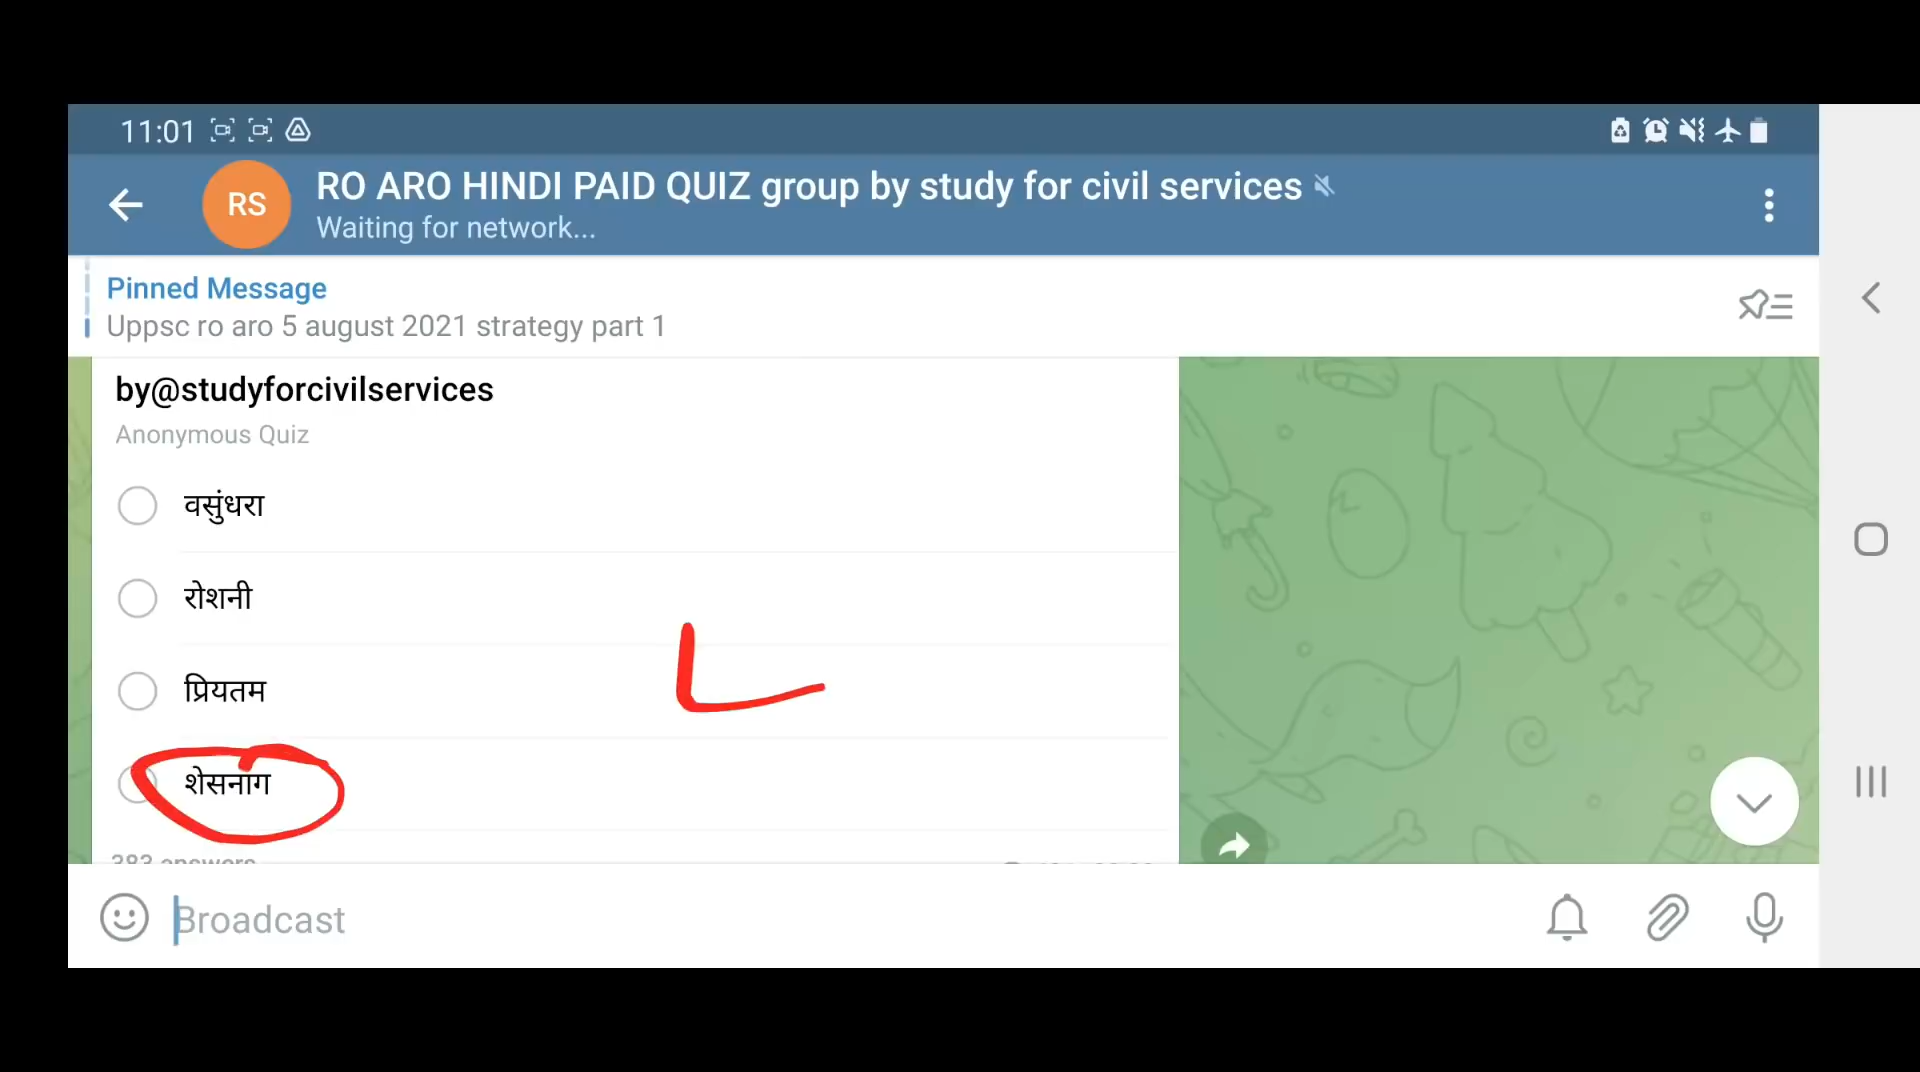 11:01
RS
RO ARO HINDI PAID QUIZ group by study for civil services
Waiting for network...
Pinned Message
Uppsc ro aro 5 august 2021 strategy part 1
by@studyforcivilservices
Anonymous Quiz
वसुंधरा
रोशनी
प्रियतम
शेसनाग
383 answers
Broadcast